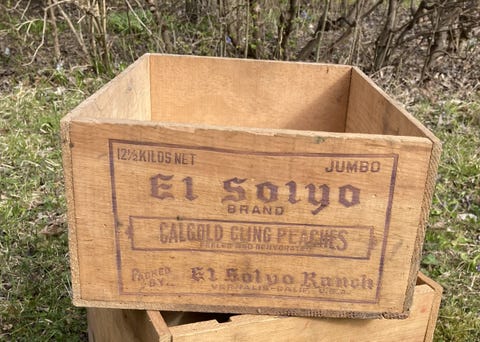 12½ KILOS NET
JUMBO
El Solyo
BRAND
CALGOLD CLING PEACHES
PEELED AND DEHYDRATED
PACKED BY...
El Solyo Ranch
VERNALIS-CALIF., U.S.A.